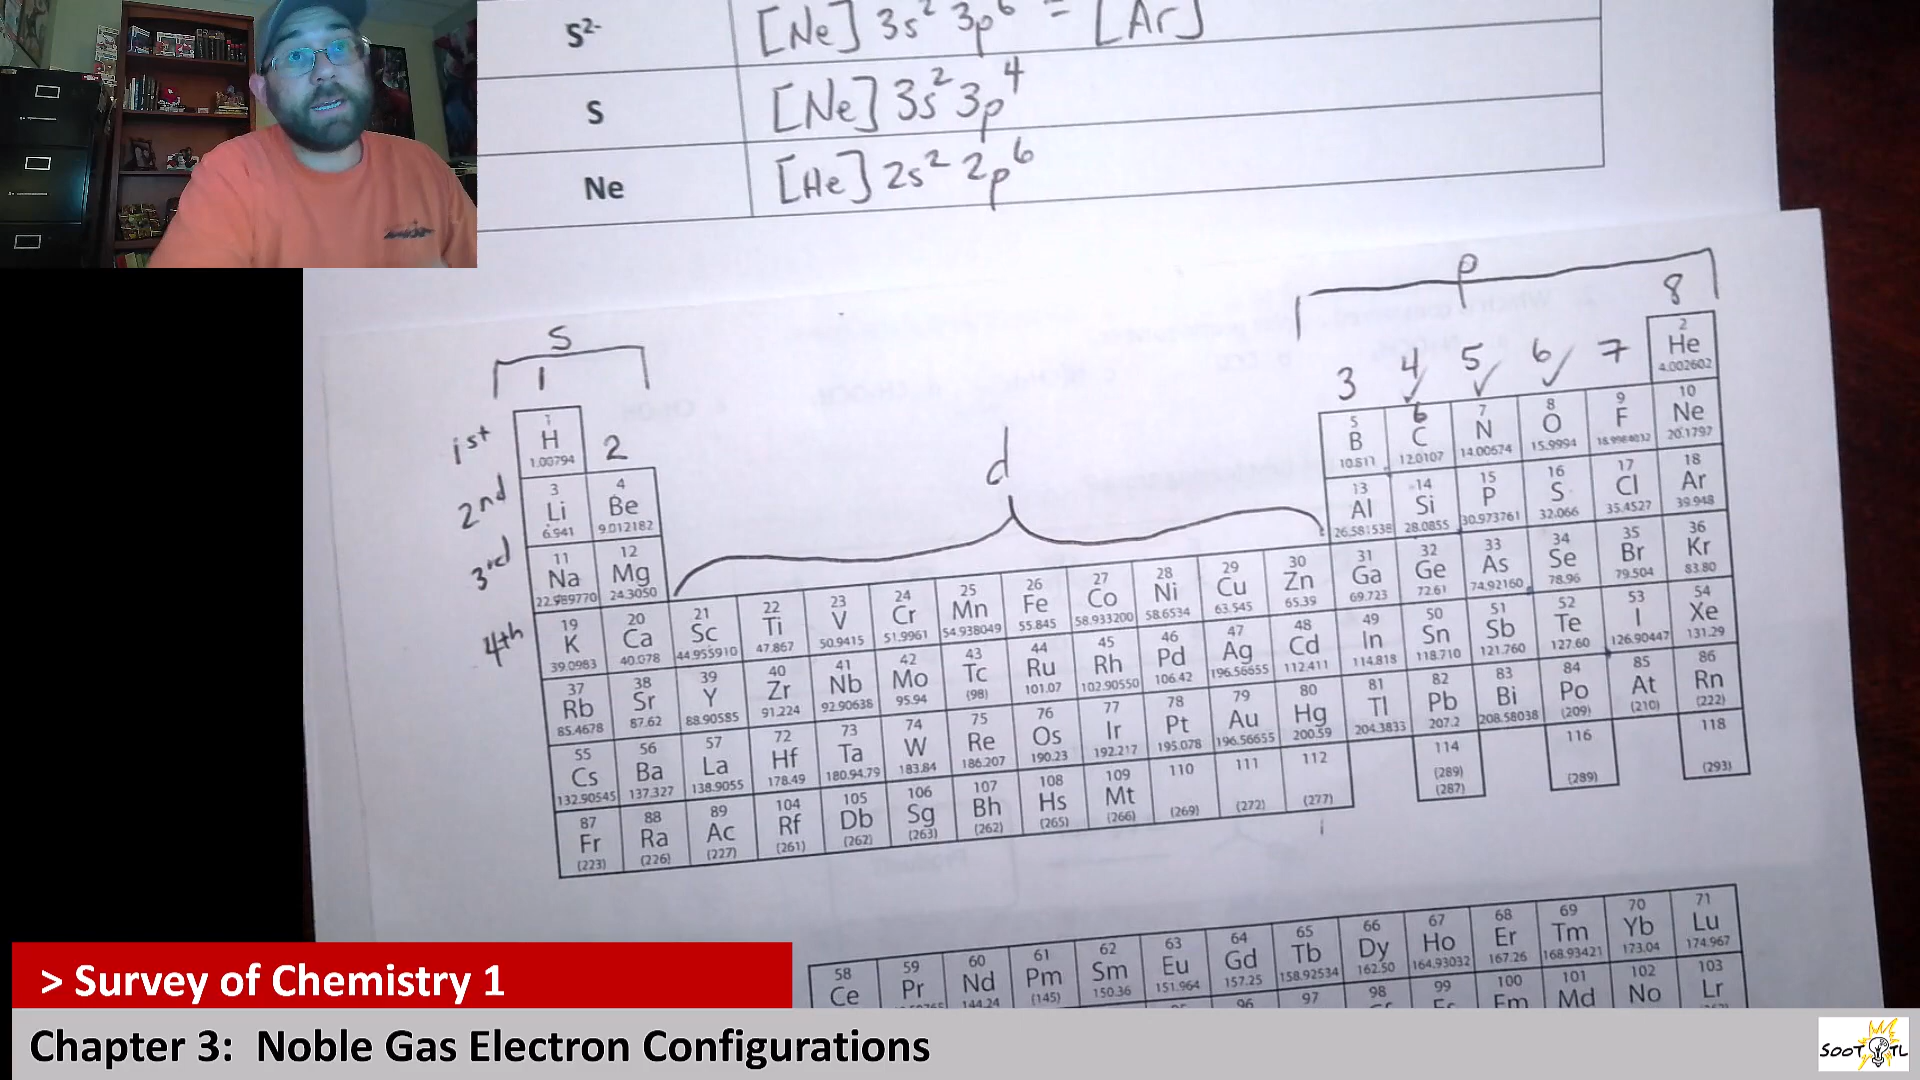 S²⁻ [Ne] 3s² 3p⁶ = [Ar]
S [Ne] 3s² 3p⁴
Ne [He] 2s² 2p⁶
p
8
s
1
3 4 5 6 7
2
d
1st
2nd
3rd
4th
1 H 1.00794
2 He 4.002602
3 Li 6.941
4 Be 9.012182
5 B 10.811
6 C 12.0107
7 N 14.00674
8 O 15.9994
9 F 18.9984032
10 Ne 20.1797
11 Na 22.989770
12 Mg 24.3050
13 Al 26.581538
14 Si 28.0855
15 P 30.973761
16 S 32.066
17 Cl 35.4527
18 Ar 39.948
19 K 39.0983
20 Ca 40.078
21 Sc 44.955910
22 Ti 47.867
23 V 50.9415
24 Cr 51.9961
25 Mn 54.938049
26 Fe 55.845
27 Co 58.933200
28 Ni 58.6534
29 Cu 63.545
30 Zn 65.39
31 Ga 69.723
32 Ge 72.61
33 As 74.92160
34 Se 78.96
35 Br 79.504
36 Kr 83.80
37 Rb 85.4678
38 Sr 87.62
39 Y 88.90585
40 Zr 91.224
41 Nb 92.90638
42 Mo 95.94
43 Tc (98)
44 Ru 101.07
45 Rh 102.90550
46 Pd 106.42
47 Ag 196.56655
48 Cd 112.411
49 In 114.818
50 Sn 118.710
51 Sb 121.760
52 Te 127.60
53 I 126.90447
54 Xe 131.29
55 Cs 132.90545
56 Ba 137.327
57 La 138.9055
72 Hf 178.49
73 Ta 180.94.79
74 W 183.84
75 Re 186.207
76 Os 190.23
77 Ir 192.217
78 Pt 195.078
79 Au 196.56655
80 Hg 200.59
81 Tl 204.3833
82 Pb 207.2
83 Bi 208.58038
84 Po (209)
85 At (210)
86 Rn (222)
87 Fr (223)
88 Ra (226)
89 Ac (227)
104 Rf (261)
105 Db (262)
106 Sg (263)
107 Bh (262)
108 Hs (265)
109 Mt (266)
110 (269)
111 (272)
112 (277)
114 (289) (287)
116 (289)
118 (293)
58 Ce
59 Pr
60 Nd 144.24
61 Pm (145)
62 Sm 150.36
63 Eu 151.964
64 Gd 157.25
65 Tb 158.92534
66 Dy 162.50
67 Ho 164.93032
68 Er 167.26
69 Tm 168.93421
70 Yb 173.04
71 Lu 174.967
96
97
98
99
100 Fm
101 Md
102 No
103 Lr
> Survey of Chemistry 1
Chapter 3: Noble Gas Electron Configurations
SOOTOTL